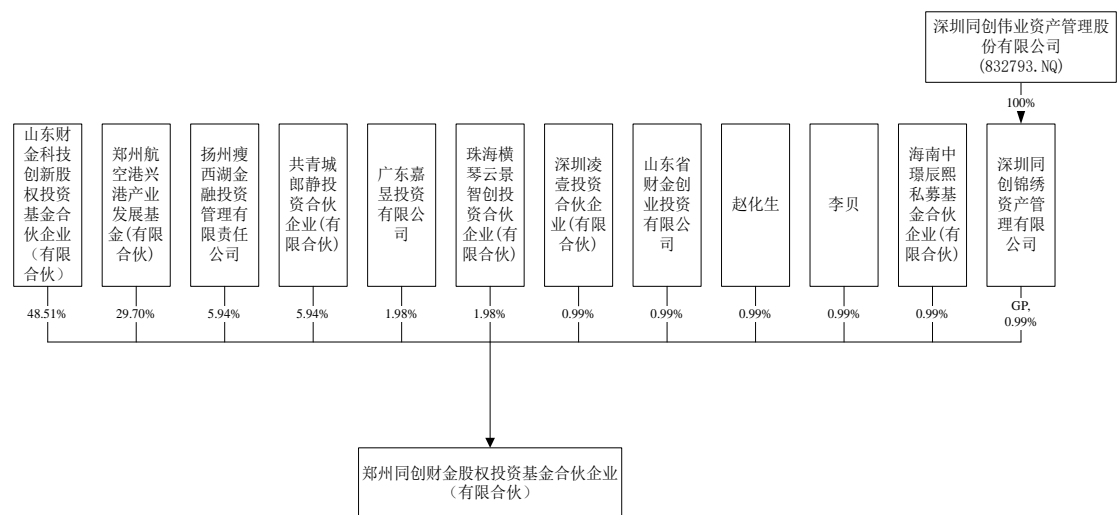 深圳同创伟业资产管理股
份有限公司
(832793.NQ)
100%
山东财
金科技
创新股
权投资
基金合
伙企业
（有限
合伙）
郑州航
空港兴
港产业
发展基
金(有限
合伙)
扬州瘦
西湖金
融投资
管理有
限责任
公司
共青城
郎静投
资合伙
企业(有
限合伙)
广东嘉
昱投资
有限公
司
珠海横
琴云景
智创投
资合伙
企业(有
限合伙)
深圳凌
壹投资
合伙企
业(有
限合伙)
山东省
财金创
业投资
有限公
司
赵化生
李贝
海南中
璟辰熙
私募基
金合伙
企业(有
限合伙)
深圳同
创锦绣
资产管
理有限
公司
48.51%
29.70%
5.94%
5.94%
1.98%
1.98%
0.99%
0.99%
0.99%
0.99%
0.99%
GP,
0.99%
郑州同创财金股权投资基金合伙企业
（有限合伙）